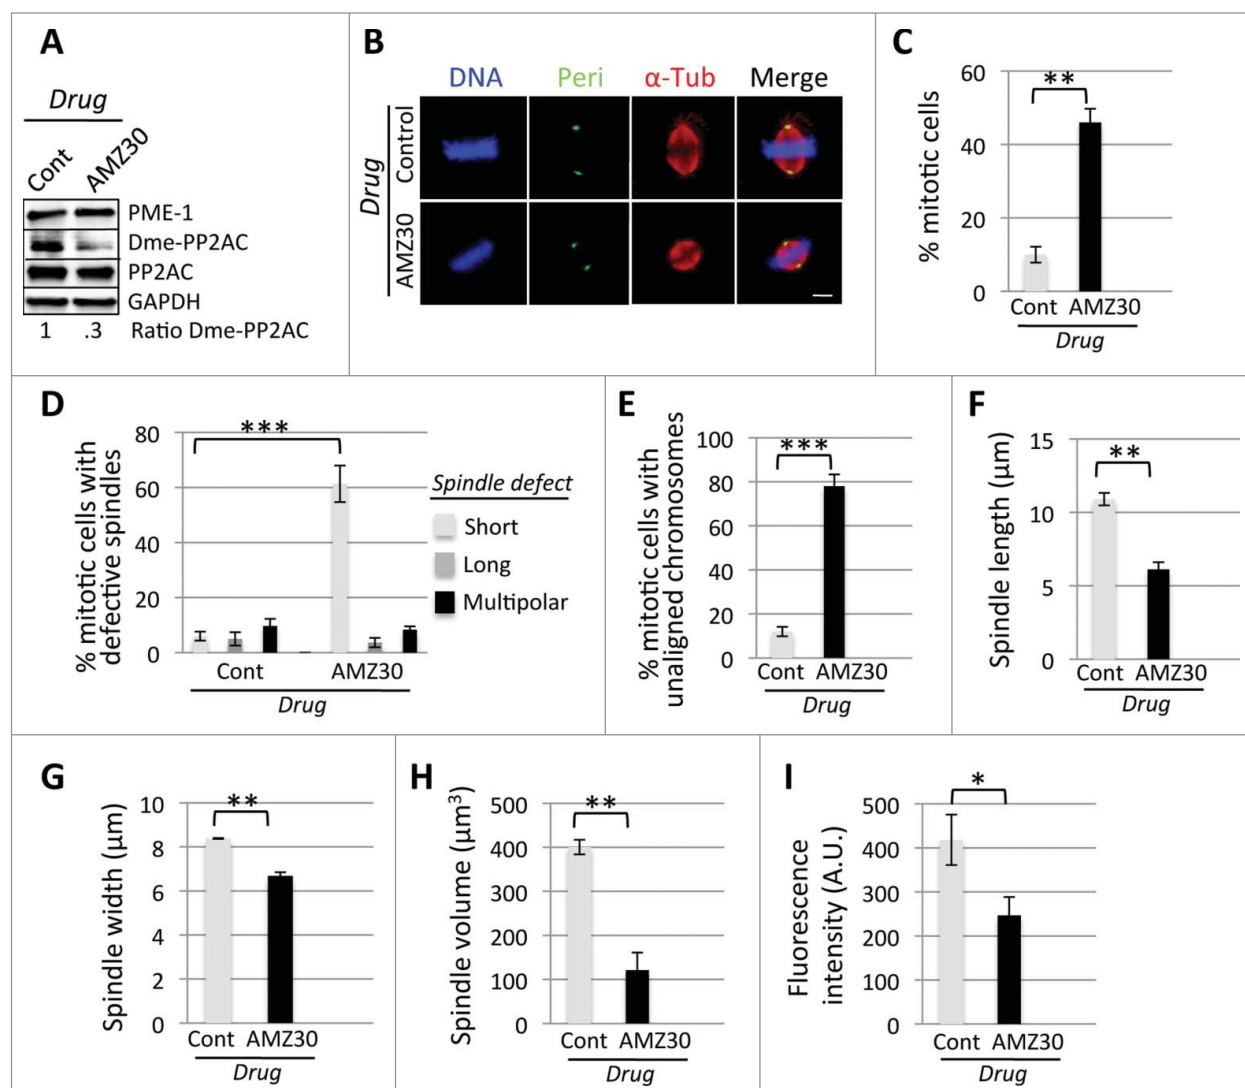 A
Drug
Cont AMZ30
PME-1
Dme-PP2AC
PP2AC
GAPDH
1 .3 Ratio Dme-PP2AC
B
DNA Peri α-Tub Merge
Drug
Control
AMZ30
C
% mitotic cells
**
60
40
20
0
Cont AMZ30
Drug
D
% mitotic cells with
defective spindles
***
80
60
40
20
0
Cont AMZ30
Drug
Spindle defect
Short
Long
Multipolar
E
% mitotic cells with
unaligned chromosomes
100
***
80
60
40
20
0
Cont AMZ30
Drug
F
Spindle length (µm)
15
**
10
5
0
Cont AMZ30
Drug
G
Spindle width (µm)
**
10
8
6
4
2
0
Cont AMZ30
Drug
H
Spindle volume (µm³)
**
500
400
300
200
100
0
Cont AMZ30
Drug
I
Fluorescence
intensity (A.U.)
*
500
400
300
200
100
0
Cont AMZ30
Drug